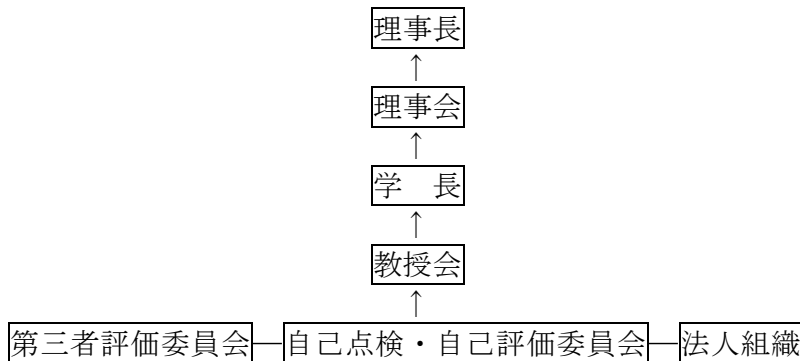 理事長
↑
理事会
↑
学　長
↑
教授会
↑
第三者評価委員会―自己点検・自己評価委員会―法人組織